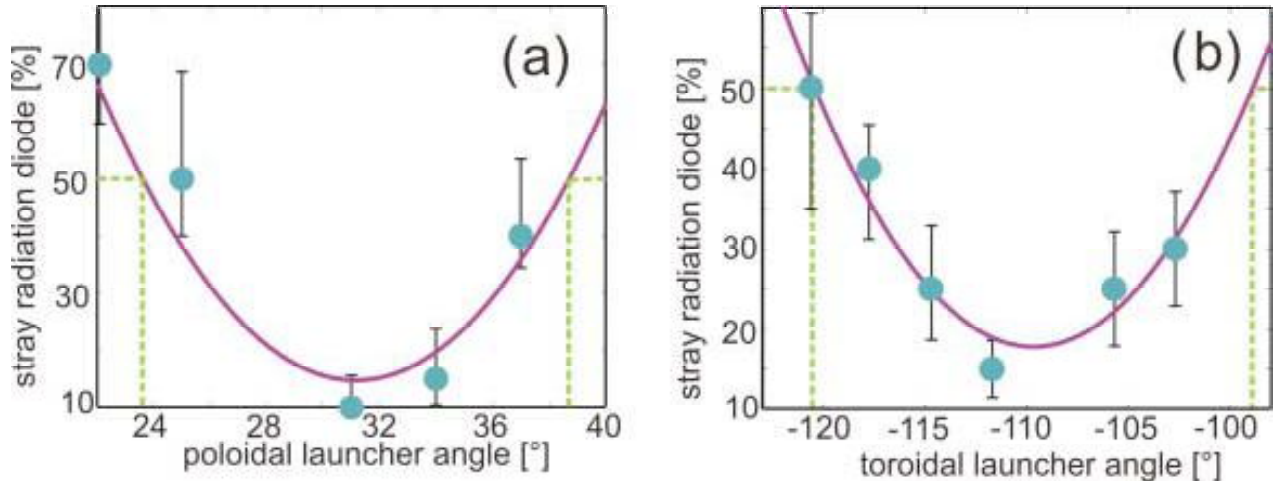 (a)
stray radiation diode [%]
70
50
30
10
24 28 32 36 40
poloidal launcher angle [°]
(b)
stray radiation diode [%]
50
40
30
20
10
-120 -115 -110 -105 -100
toroidal launcher angle [°]